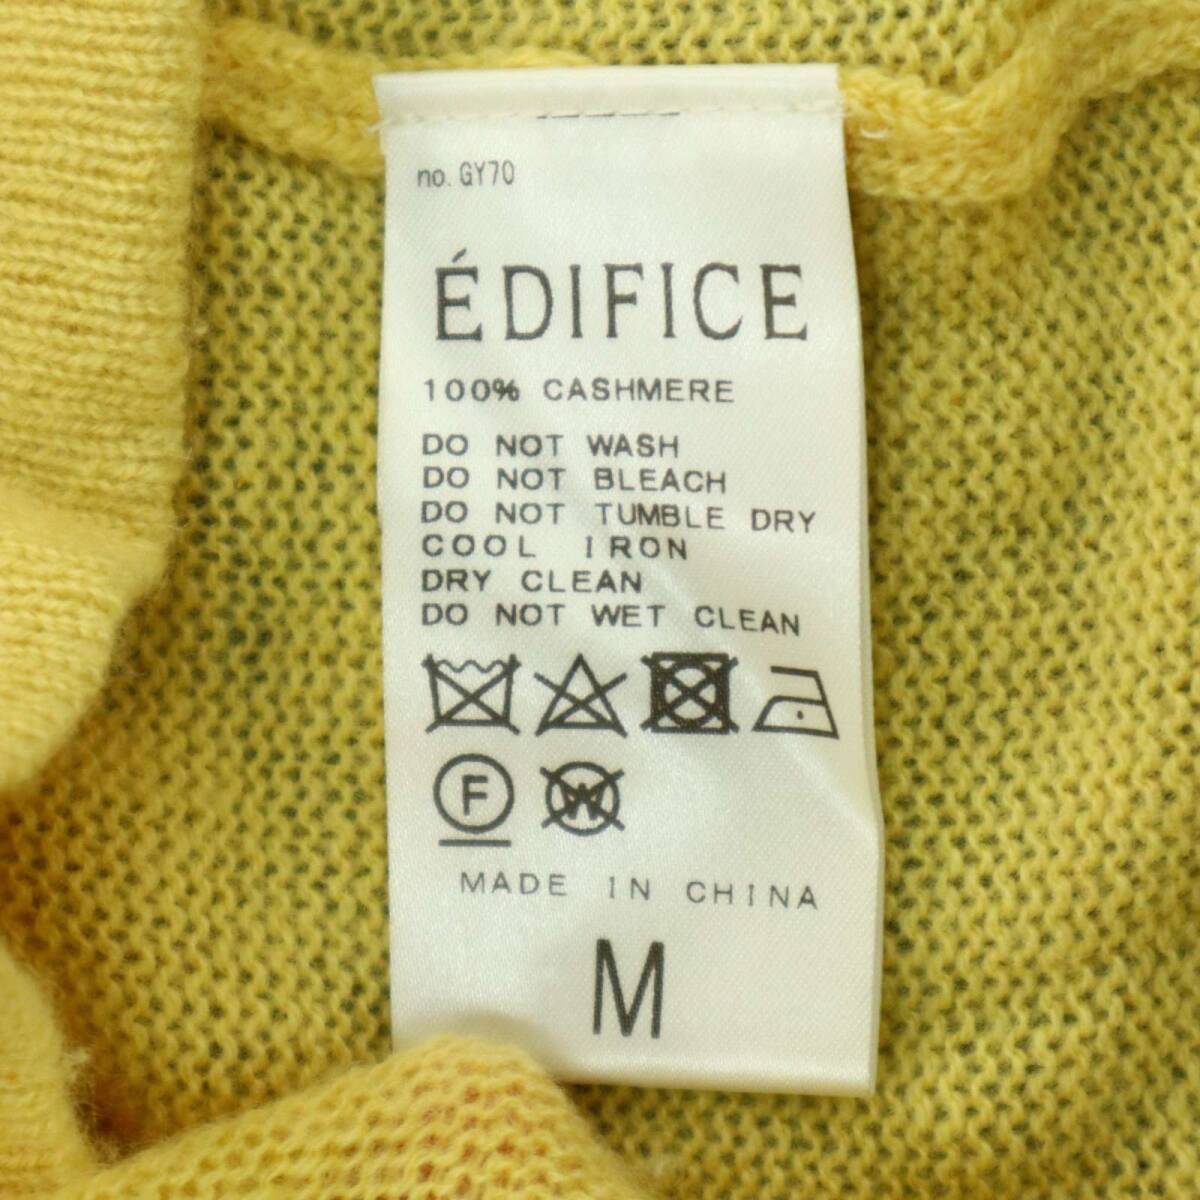 no. GY70
ÉDIFICE
100% CASHMERE
DO NOT WASH
DO NOT BLEACH
DO NOT TUMBLE DRY
COOL IRON
DRY CLEAN
DO NOT WET CLEAN
F W
MADE IN CHINA
M